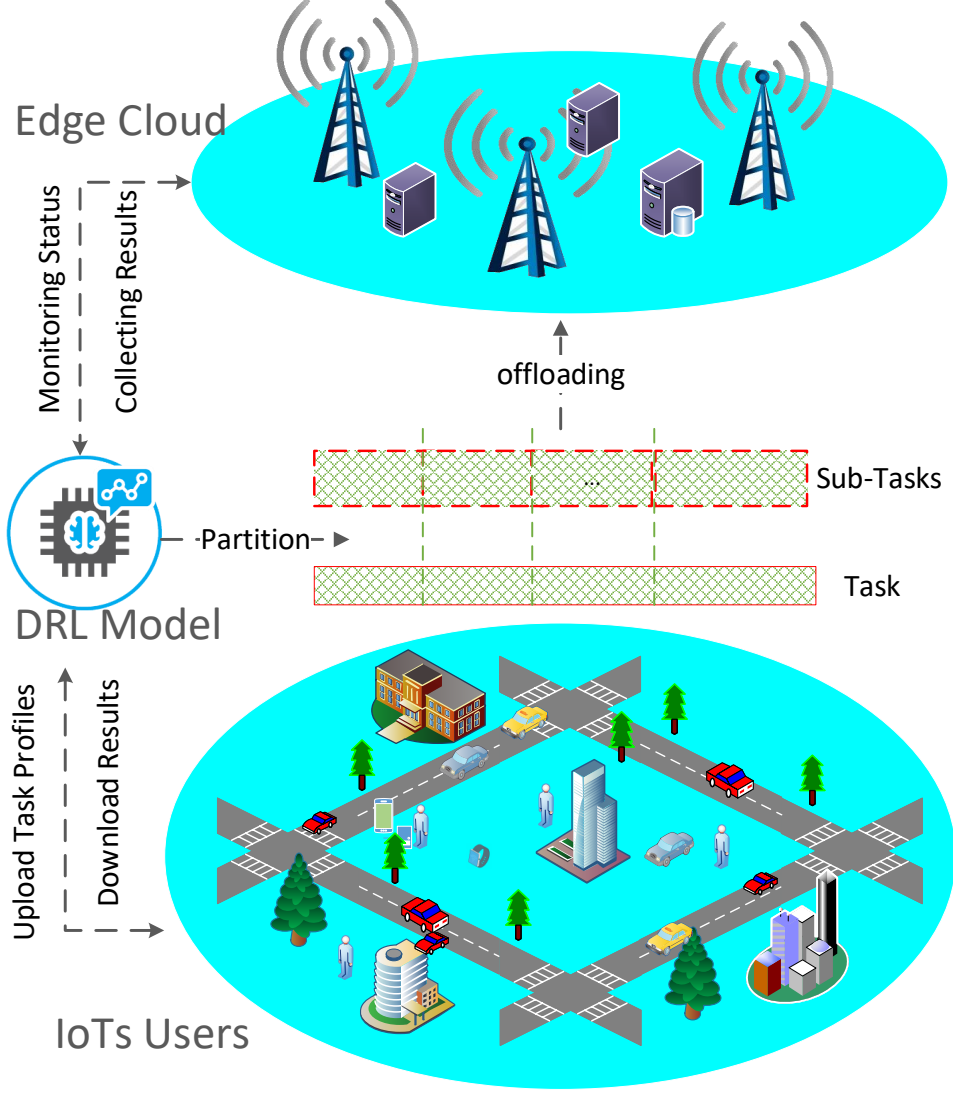 Edge Cloud
Monitoring Status
Collecting Results
offloading
...
Sub-Tasks
Partition
Task
DRL Model
Upload Task Profiles
Download Results
IoTs Users